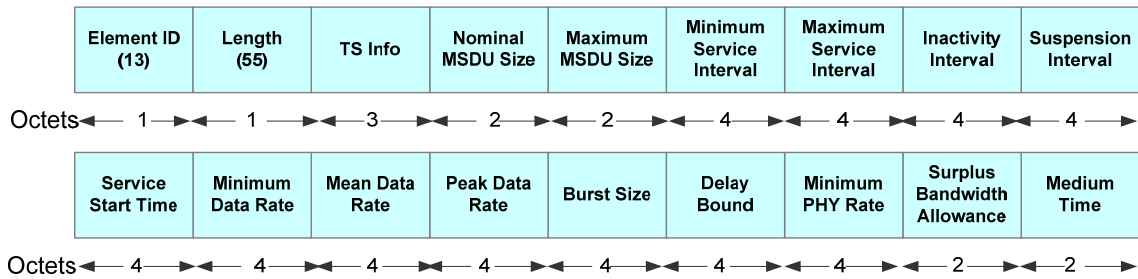 Element ID (13)
Length (55)
TS Info
Nominal MSDU Size
Maximum MSDU Size
Minimum Service Interval
Maximum Service Interval
Inactivity Interval
Suspension Interval
Octets 1 1 3 2 2 4 4 4 4
Service Start Time
Minimum Data Rate
Mean Data Rate
Peak Data Rate
Burst Size
Delay Bound
Minimum PHY Rate
Surplus Bandwidth Allowance
Medium Time
Octets 4 4 4 4 4 4 4 2 2